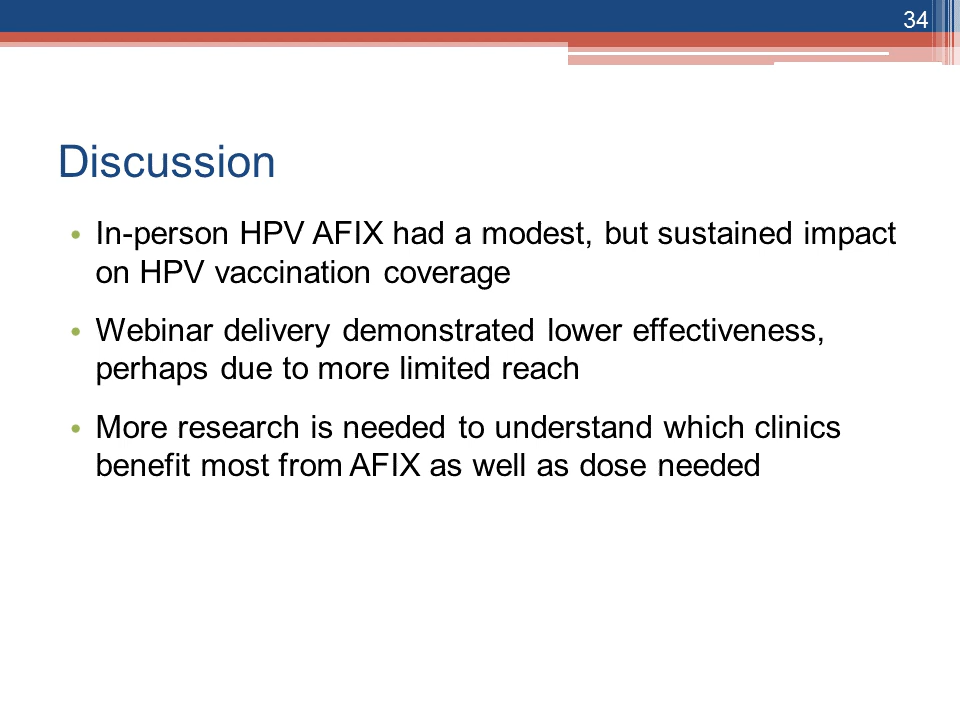 34
Discussion
• In-person HPV AFIX had a modest, but sustained impact
on HPV vaccination coverage
• Webinar delivery demonstrated lower effectiveness,
perhaps due to more limited reach
• More research is needed to understand which clinics
benefit most from AFIX as well as dose needed